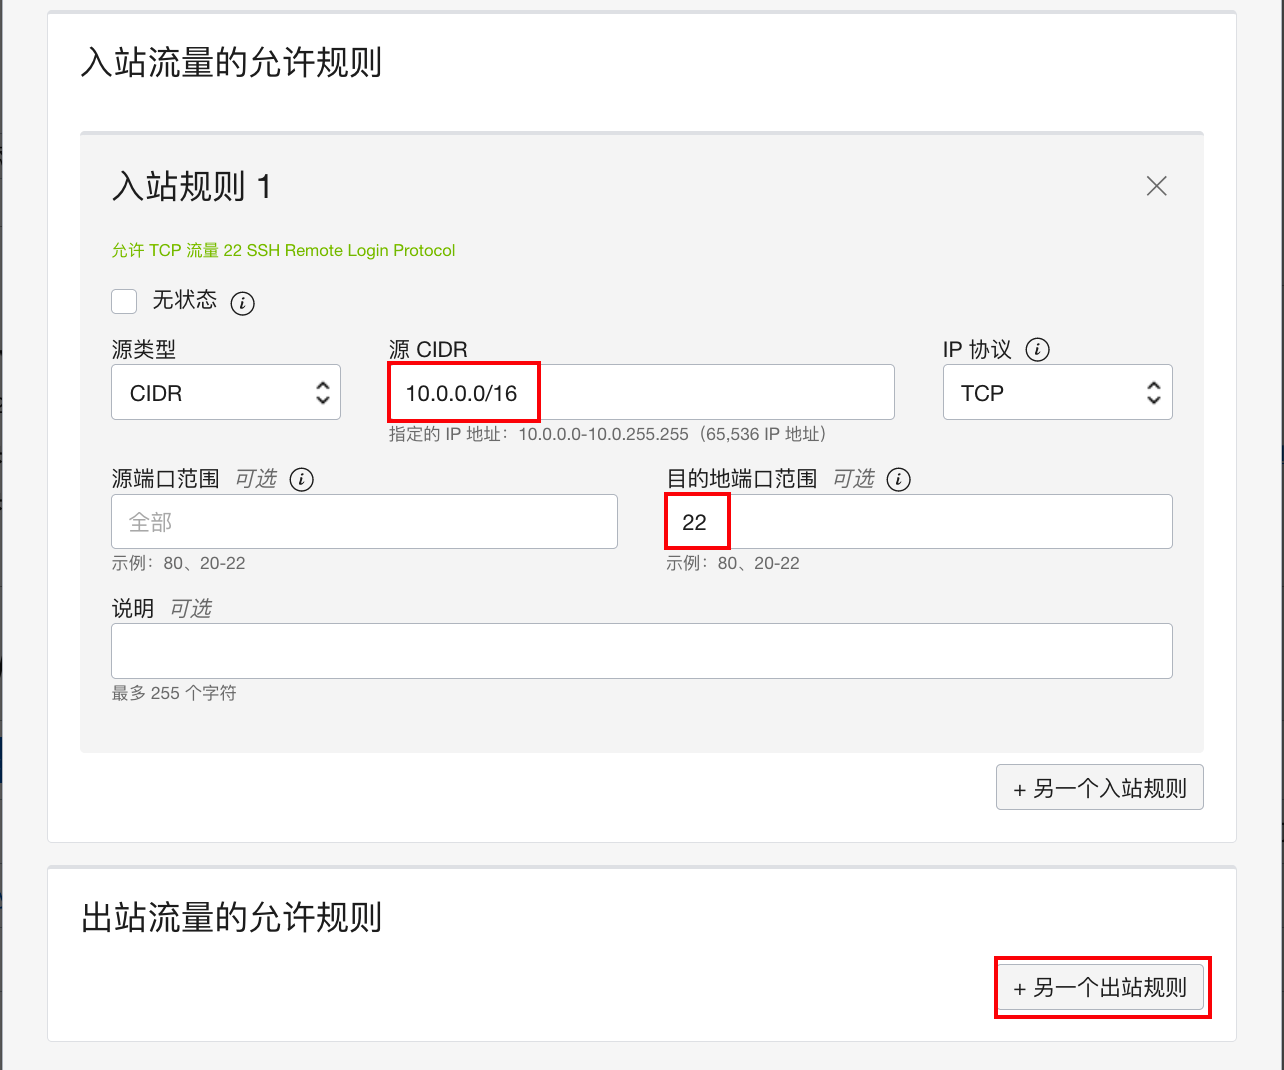 入站流量的允许规则
入站规则 1
允许 TCP 流量 22 SSH Remote Login Protocol
无状态
源类型 源 CIDR IP 协议
CIDR 10.0.0.0/16 TCP
指定的 IP 地址：10.0.0.0-10.0.255.255（65,536 IP 地址）
源端口范围 可选 目的地端口范围 可选
全部 22
示例：80、20-22 示例：80、20-22
说明 可选
最多 255 个字符
+ 另一个入站规则
出站流量的允许规则
+ 另一个出站规则